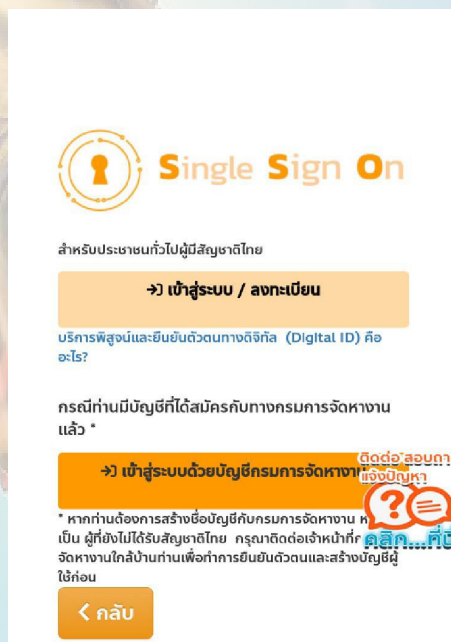 Single Sign On
สำหรับประชาชนทั่วไปผู้มีสัญชาติไทย
เข้าสู่ระบบ / ลงทะเบียน
บริการพิสูจน์และยืนยันตัวตนทางดิจิทัล (Digital ID) คือ
อะไร?
กรณีท่านมีบัญชีที่ได้สมัครกับทางกรมการจัดหางาน
แล้ว *
ติดต่อ สอบถา
แจ้งปัญหา
เข้าสู่ระบบด้วยบัญชีกรมการจัดหางาน
* หากท่านต้องการสร้างชื่อบัญชีกับกรมการจัดหางาน
คลิก...ที่นี่
เป็น ผู้ที่ยังไม่ได้รับสัญชาติไทย กรุณาติดต่อเจ้าหน้าที่
จัดหางานใกล้บ้านท่านเพื่อทำการยืนยันตัวตนและสร้างบัญชีผู้
ใช้ก่อน
< กลับ